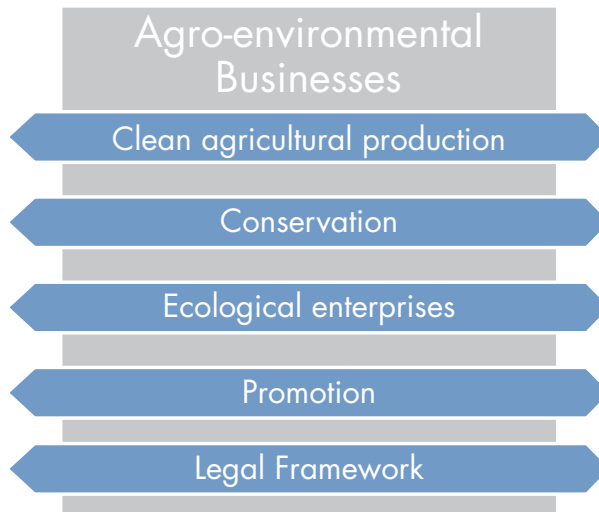 Agro-environmental
Businesses
Clean agricultural production
Conservation
Ecological enterprises
Promotion
Legal Framework